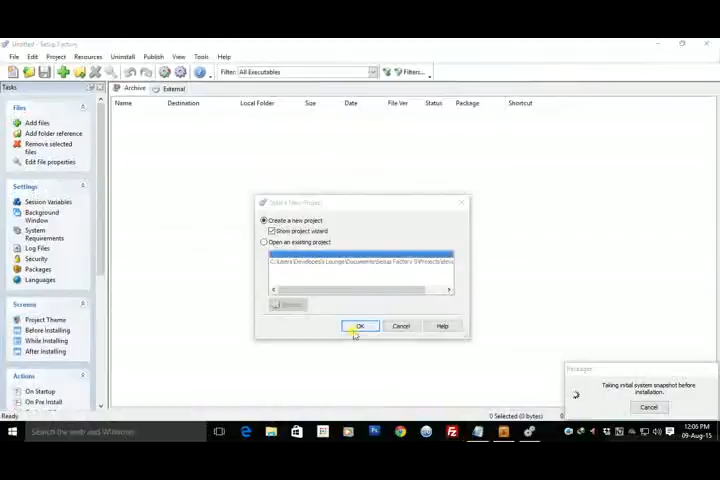 Untitled - Setup Factory
File Edit Project Resources Uninstall Publish View Tools Help
Filter: All Executables Filters...
Tasks
Archive External
Name Destination Local Folder Size Date File Ver Status Package Shortcut
Files
Add files
Add folder reference
Remove selected
files
Edit file properties
Settings
Session Variables
Background
Window
System
Requirements
Log Files
Security
Packages
Languages
Screens
Project Theme
Before Installing
While Installing
After Installing
Actions
On Startup
On Pre Install
Create a new project
Show project wizard
Open an existing project
OK Cancel Help
Packager
Taking initial system snapshot before
installation.
Cancel
Ready
0 Selected (0 bytes)
Search the web and Windows
12:06 PM
09-Aug-15